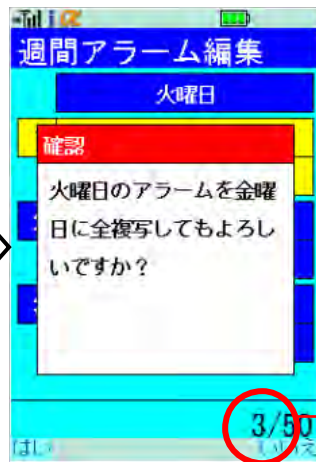 週間アラーム編集
火曜日
確認
火曜日のアラームを金曜
日に全複写してもよろし
いですか？
3/50
はい
いいえ